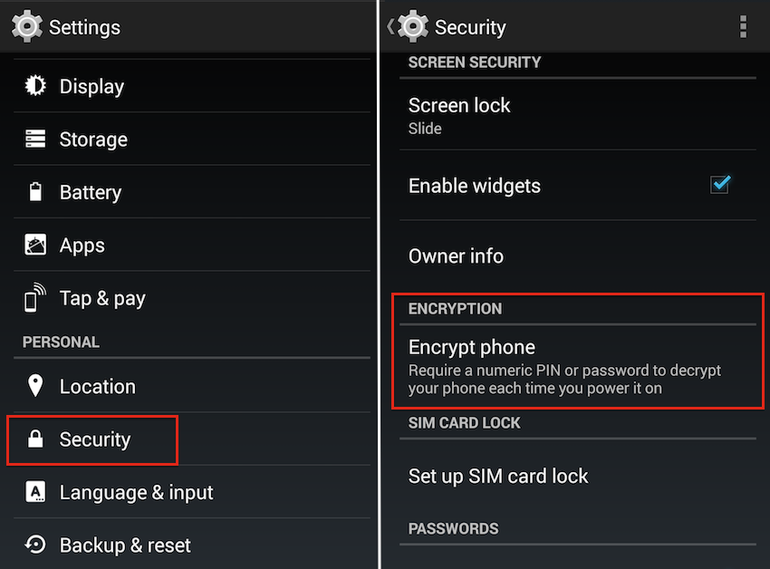 Settings
Display
Storage
Battery
Apps
Tap & pay
PERSONAL
Location
Security
Language & input
Backup & reset
Security
SCREEN SECURITY
Screen lock
Slide
Enable widgets
Owner info
ENCRYPTION
Encrypt phone
Require a numeric PIN or password to decrypt
your phone each time you power it on
SIM CARD LOCK
Set up SIM card lock
PASSWORDS